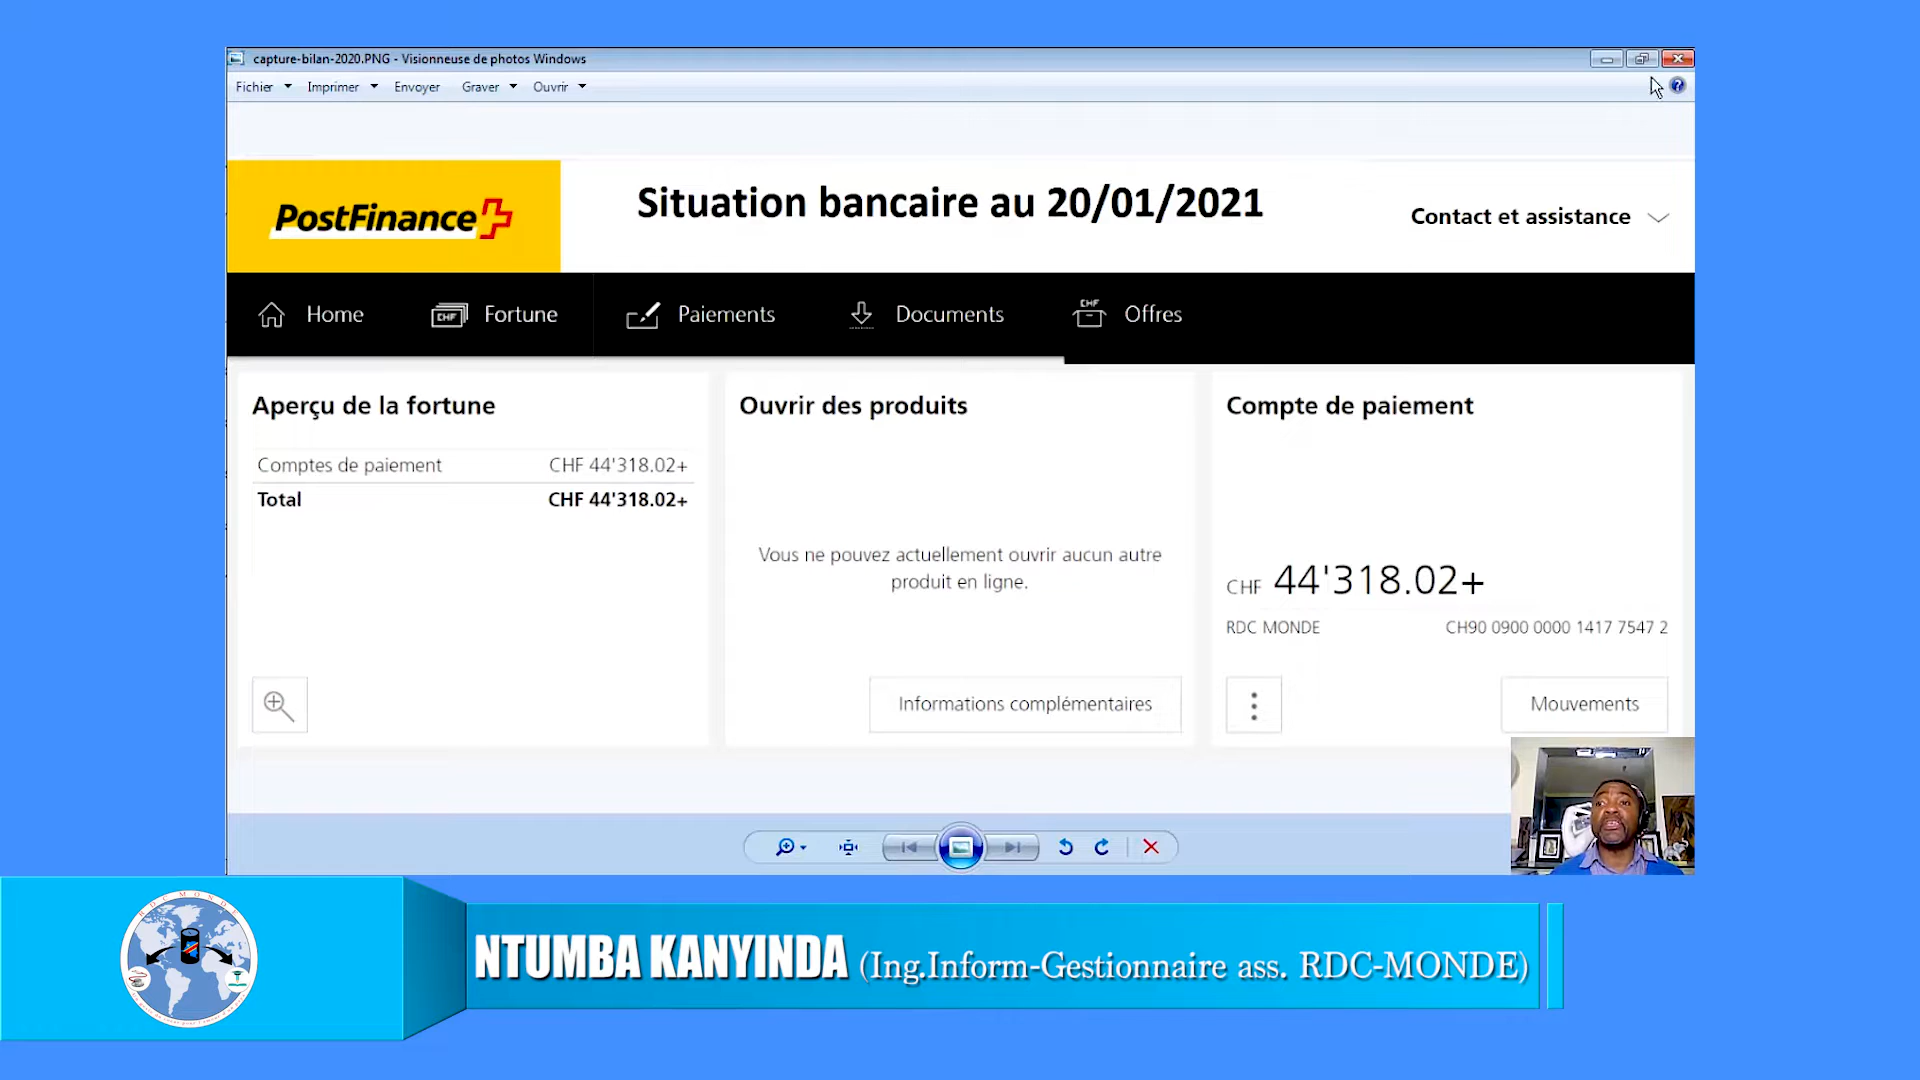 capture-bilan-2020.PNG - Visionneuse de photos Windows
Fichier Imprimer Envoyer Graver Ouvrir
PostFinance
Situation bancaire au 20/01/2021
Contact et assistance
Home Fortune Paiements Documents Offres
CHF
CHF
Aperçu de la fortune
Comptes de paiement CHF 44'318.02+
Total CHF 44'318.02+
Ouvrir des produits
Vous ne pouvez actuellement ouvrir aucun autre
produit en ligne.
Informations complémentaires
Compte de paiement
CHF 44'318.02+
RDC MONDE CH90 0900 0000 1417 7547 2
Mouvements
RDC MONDE
NTUMBA KANYINDA (Ing.Inform-Gestionnaire ass. RDC-MONDE)